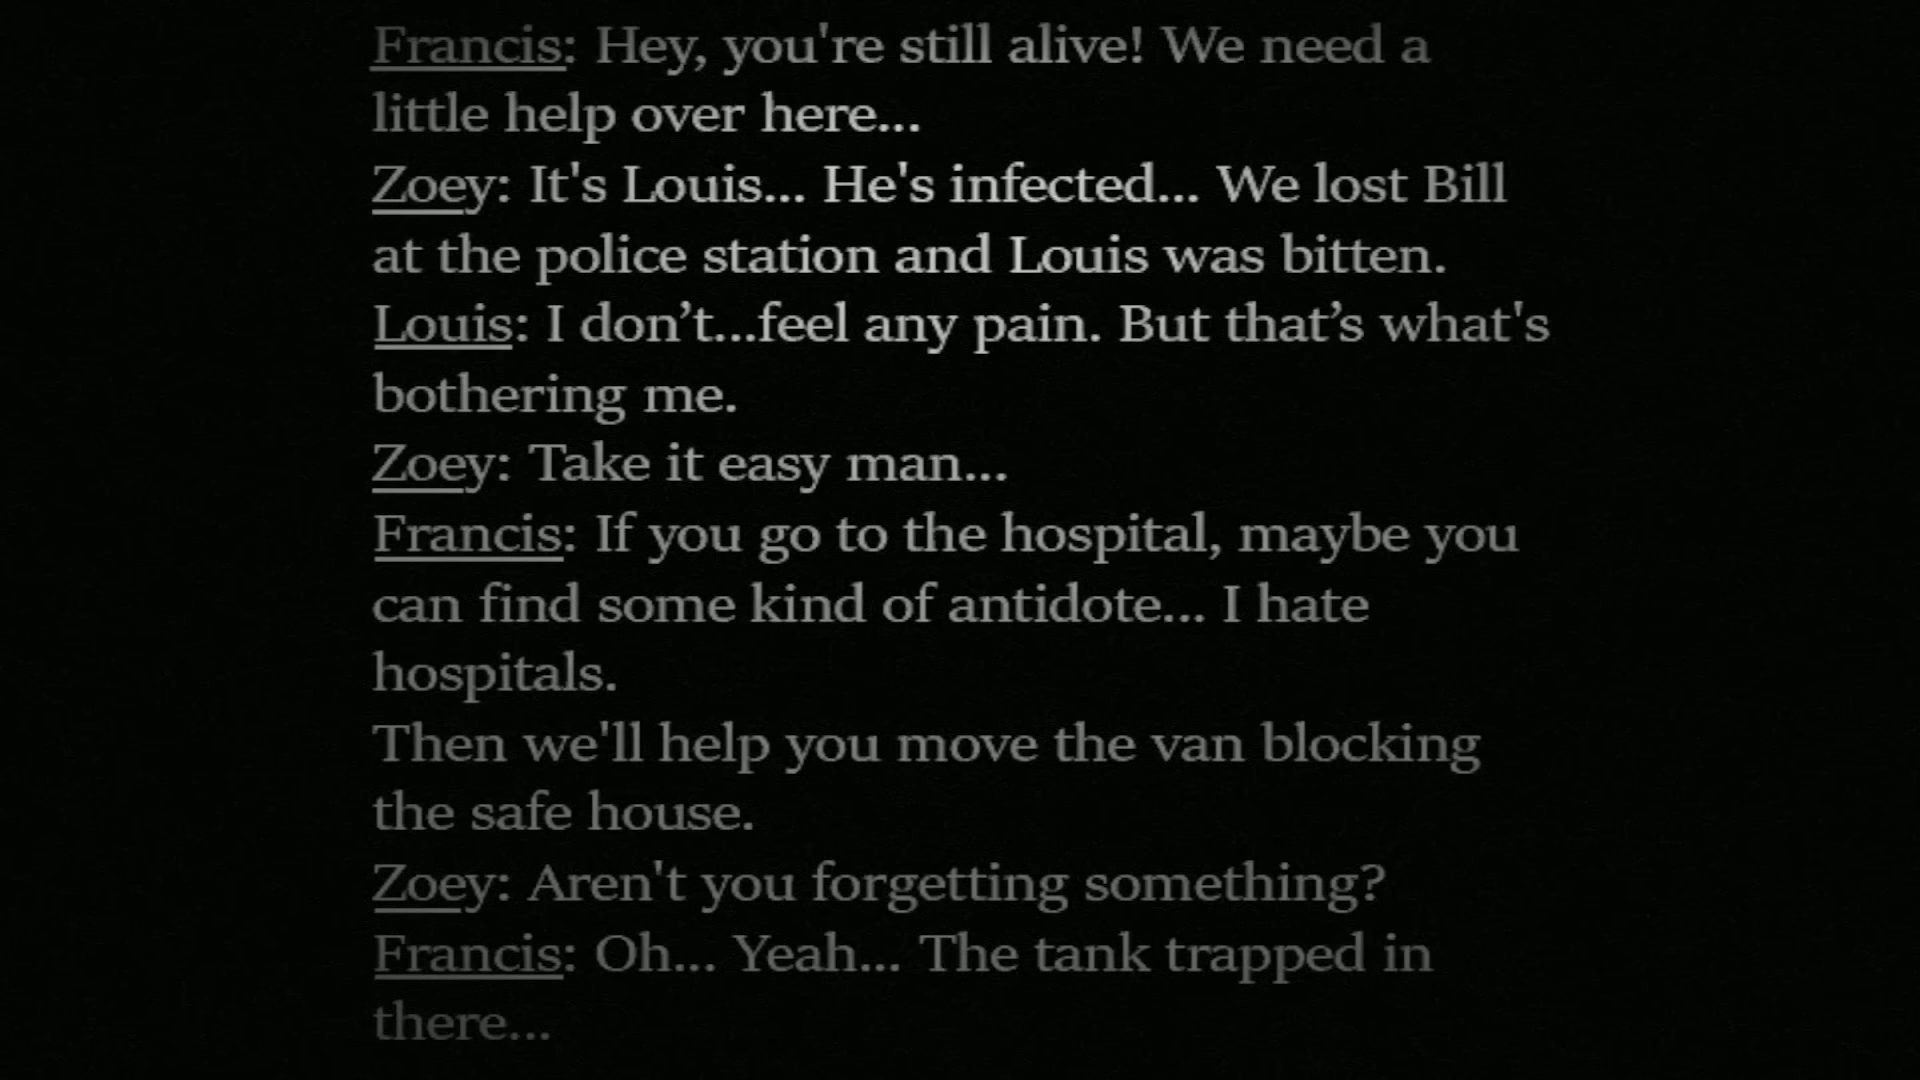 Francis: Hey, you're still alive! We need a
little help over here...
Zoey: It's Louis... He's infected... We lost Bill
at the police station and Louis was bitten.
Louis: I don’t...feel any pain. But that’s what's
bothering me.
Zoey: Take it easy man...
Francis: If you go to the hospital, maybe you
can find some kind of antidote... I hate
hospitals.
Then we'll help you move the van blocking
the safe house.
Zoey: Aren't you forgetting something?
Francis: Oh... Yeah... The tank trapped in
there...